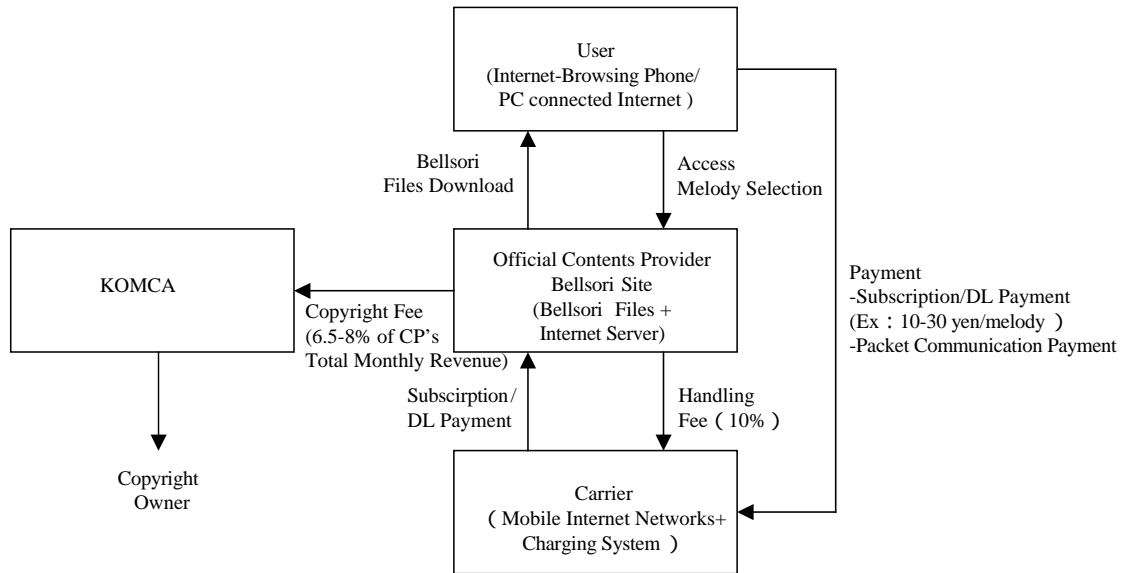 User
(Internet-Browsing Phone/
PC connected Internet )
Bellsori
Files Download
Access
Melody Selection
KOMCA
Official Contents Provider
Bellsori Site
(Bellsori Files +
Internet Server)
Copyright Fee
(6.5-8% of CP’s
Total Monthly Revenue)
Payment
-Subscription/DL Payment
(Ex：10-30 yen/melody ）
-Packet Communication Payment
Subscirption/
DL Payment
Handling
Fee（10%）
Copyright
Owner
Carrier
（Mobile Internet Networks+
Charging System ）